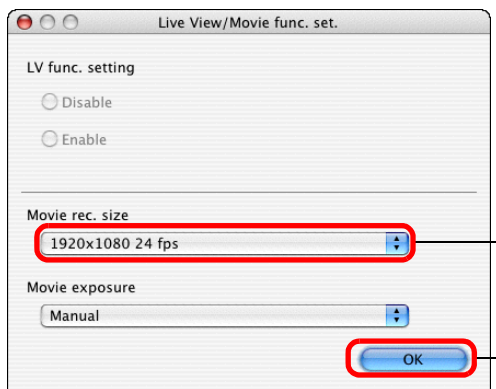 Live View/Movie func. set.
LV func. setting
Disable
Enable
Movie rec. size
1920x1080 24 fps
Movie exposure
Manual
OK